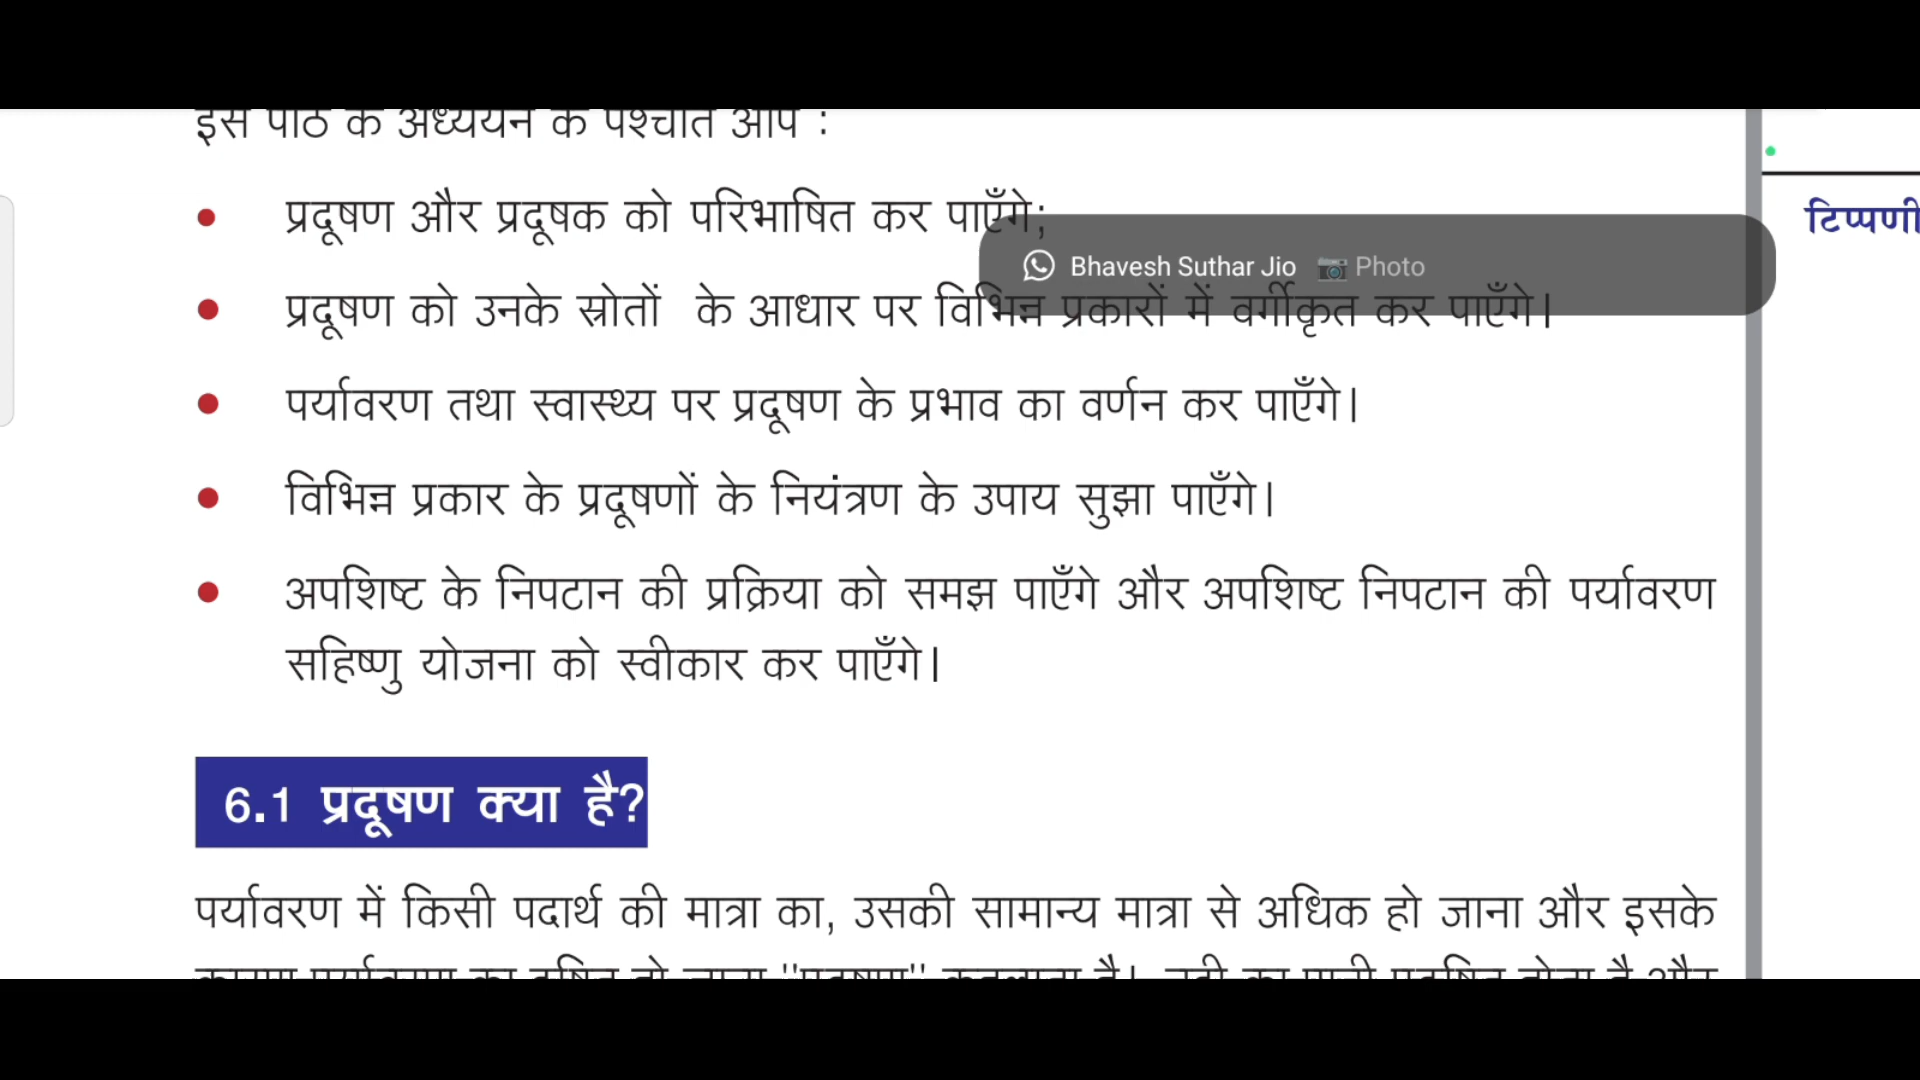 इस पाठ के अध्ययन के पश्चात आप :
• प्रदूषण और प्रदूषक को परिभाषित कर पाएँगे;
टिप्पणी
Bhavesh Suthar Jio 📷 Photo
• प्रदूषण को उनके स्रोतों के आधार पर विभिन्न प्रकारों में वर्गीकृत कर पाएँगे।
• पर्यावरण तथा स्वास्थ्य पर प्रदूषण के प्रभाव का वर्णन कर पाएँगे।
• विभिन्न प्रकार के प्रदूषणों के नियंत्रण के उपाय सुझा पाएँगे।
• अपशिष्ट के निपटान की प्रक्रिया को समझ पाएँगे और अपशिष्ट निपटान की पर्यावरण
सहिष्णु योजना को स्वीकार कर पाएँगे।
6.1 प्रदूषण क्या है?
पर्यावरण में किसी पदार्थ की मात्रा का, उसकी सामान्य मात्रा से अधिक हो जाना और इसके